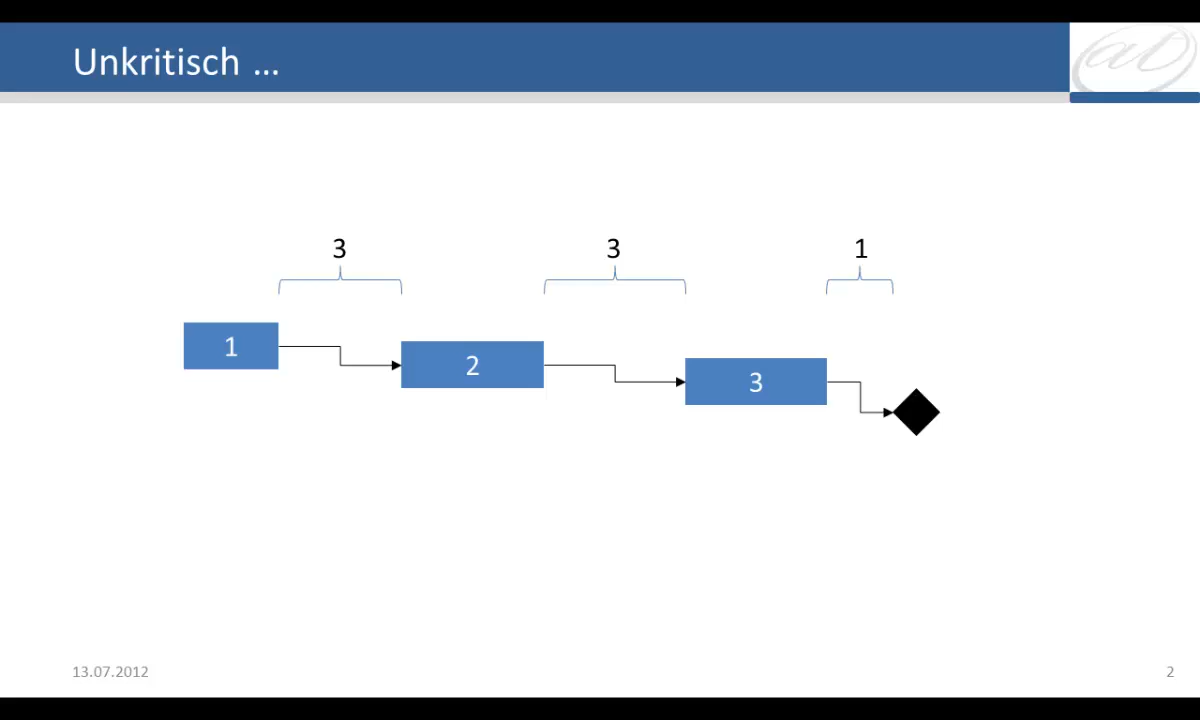 Unkritisch ...
3 3 1
1
2
3
13.07.2012 2